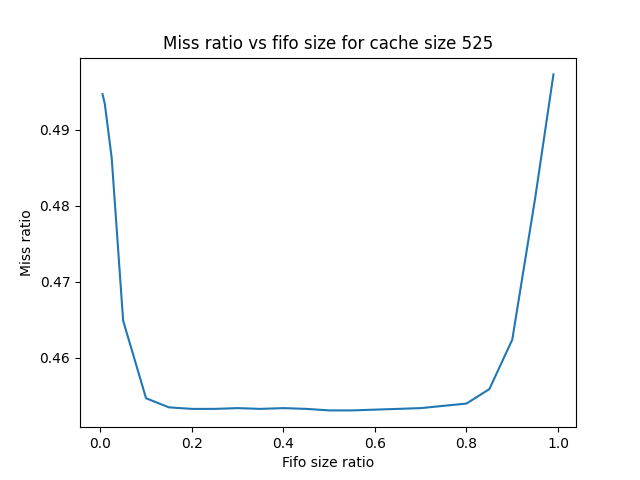 Miss ratio vs fifo size for cache size 525
0.49
0.48
0.47
0.46
Miss ratio
0.0 0.2 0.4 0.6 0.8 1.0
Fifo size ratio